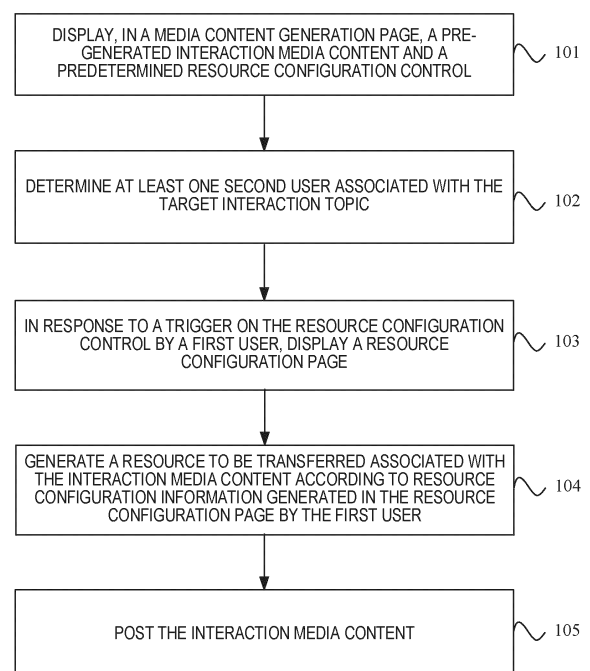 DISPLAY, IN A MEDIA CONTENT GENERATION PAGE, A PRE-
GENERATED INTERACTION MEDIA CONTENT AND A
PREDETERMINED RESOURCE CONFIGURATION CONTROL
101
DETERMINE AT LEAST ONE SECOND USER ASSOCIATED WITH THE
TARGET INTERACTION TOPIC
102
IN RESPONSE TO A TRIGGER ON THE RESOURCE CONFIGURATION
CONTROL BY A FIRST USER, DISPLAY A RESOURCE
CONFIGURATION PAGE
103
GENERATE A RESOURCE TO BE TRANSFERRED ASSOCIATED WITH
THE INTERACTION MEDIA CONTENT ACCORDING TO RESOURCE
CONFIGURATION INFORMATION GENERATED IN THE RESOURCE
CONFIGURATION PAGE BY THE FIRST USER
104
POST THE INTERACTION MEDIA CONTENT
105